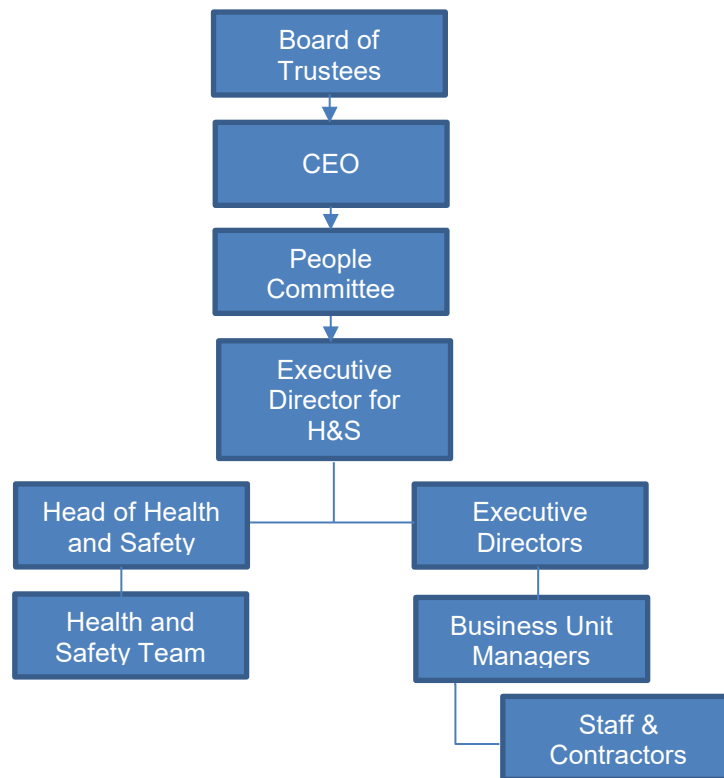 Board of
Trustees
CEO
People
Committee
Executive
Director for
H&S
Head of Health
and Safety
Executive
Directors
Health and
Safety Team
Business Unit
Managers
Staff &
Contractors